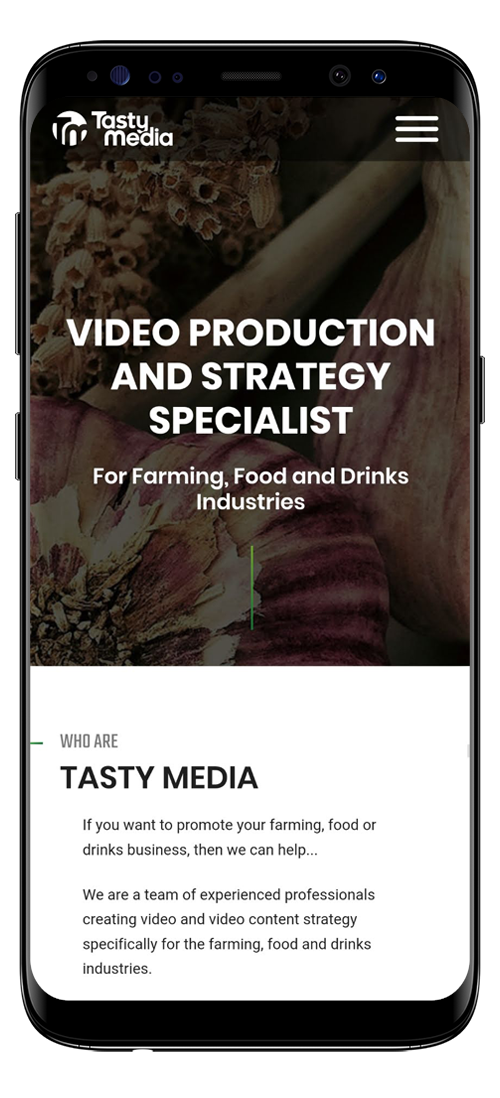 Tasty
media
VIDEO PRODUCTION
AND STRATEGY
SPECIALIST
For Farming, Food and Drinks
Industries
WHO ARE
TASTY MEDIA
If you want to promote your farming, food or
drinks business, then we can help...
We are a team of experienced professionals
creating video and video content strategy
specifically for the farming, food and drinks
industries.